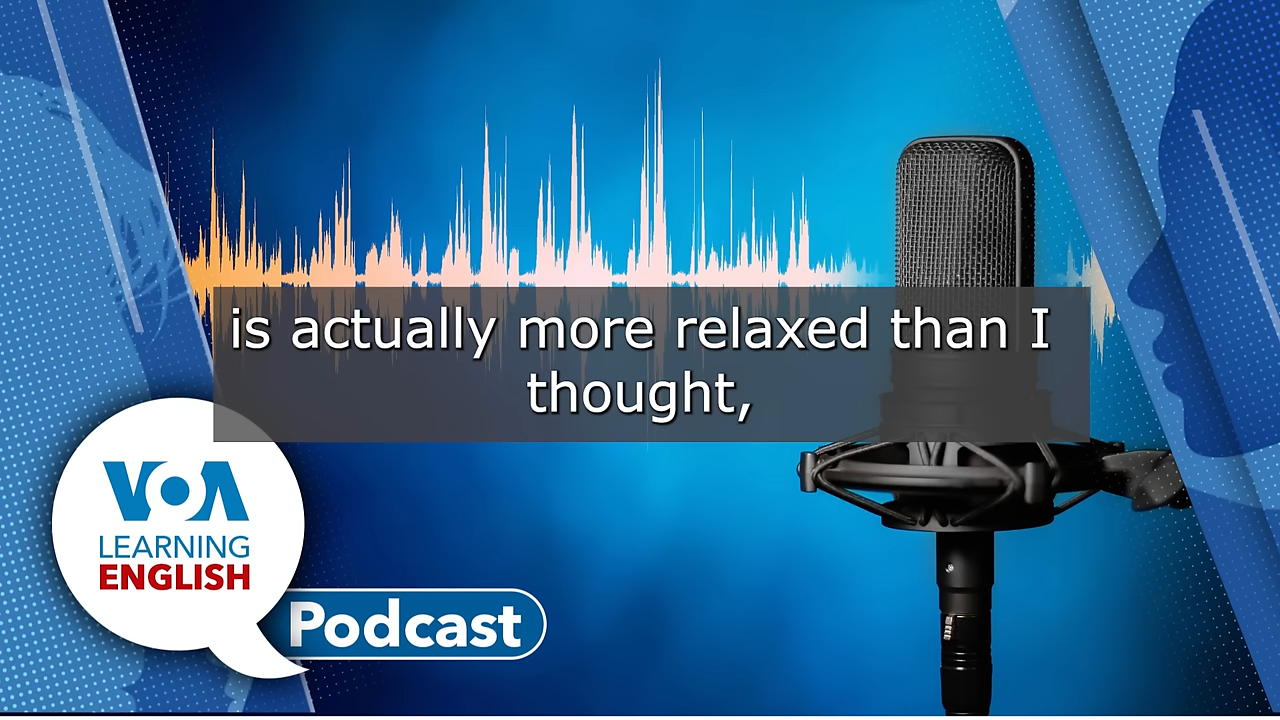 is actually more relaxed than I
thought,
VOA
LEARNING
ENGLISH
Podcast